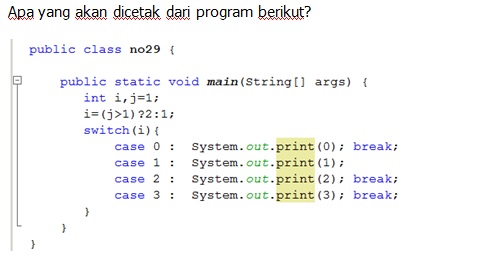 Apa yang akan dicetak dari program berikut?
public class no29 {
public static void main(String[] args) {
int i,j=1;
i=(j>1)?2:1;
switch(i){
case 0 : System.out.print(0); break;
case 1 : System.out.print(1);
case 2 : System.out.print(2); break;
case 3 : System.out.print(3); break;
}
}
}